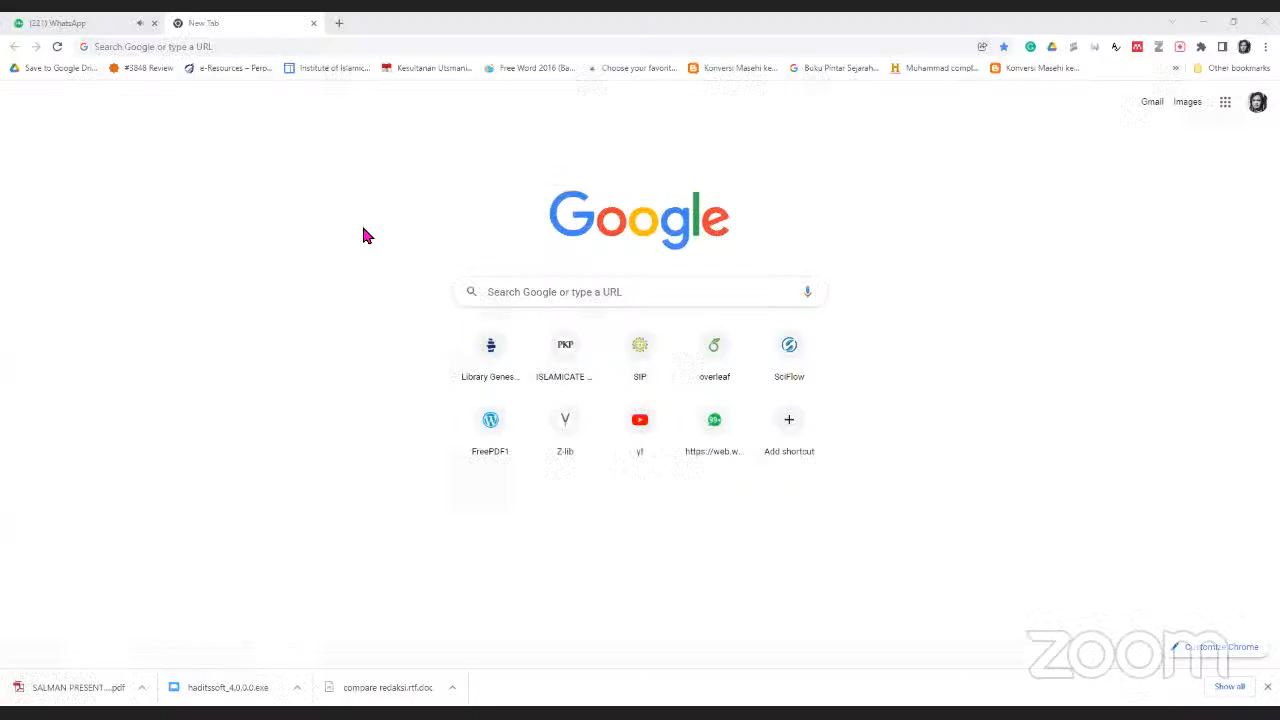 (221) WhatsApp
New Tab
Search Google or type a URL
Save to Google Dri...
#3848 Review
e-Resources – Perp...
Institute of Islamic...
Kesultanan Utsmani...
Free Word 2016 (Ba...
Choose your favorit...
Konversi Masehi ke...
Buku Pintar Sejarah...
Muhammad compl...
Konversi Masehi ke...
»
Other bookmarks
Gmail
Images
Google
Search Google or type a URL
PKP
Library Genes...
ISLAMICATE ...
SIP
overleaf
SciFlow
99+
FreePDF1
Z-lib
y!
https://web.w...
Add shortcut
zoom
Customize Chrome
SALMAN PRESENT....pdf
haditssoft_4.0.0.0.exe
compare redaksi.rtf.doc
Show all